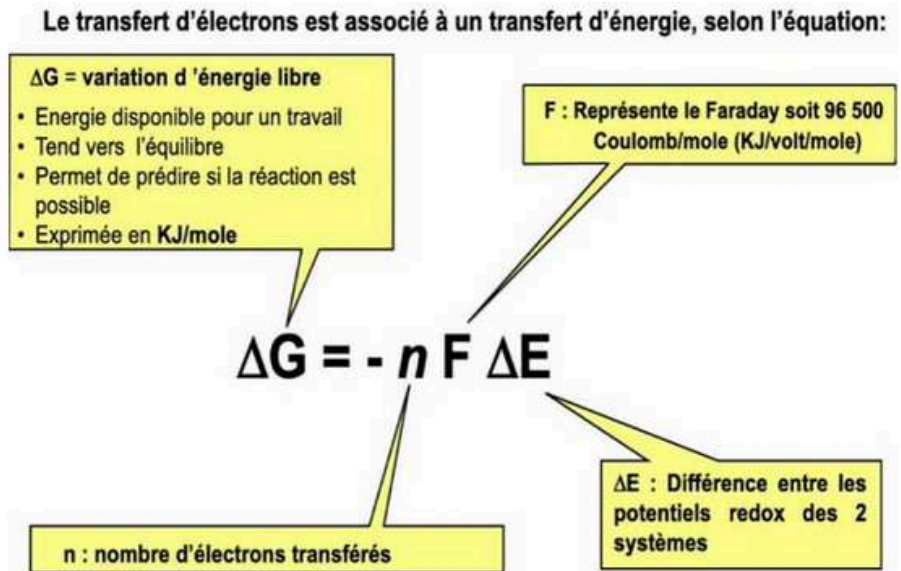 Le transfert d'électrons est associé à un transfert d'énergie, selon l'équation:
ΔG = variation d 'énergie libre
• Energie disponible pour un travail
• Tend vers l'équilibre
• Permet de prédire si la réaction est
possible
• Exprimée en KJ/mole
F : Représente le Faraday soit 96 500
Coulomb/mole (KJ/volt/mole)
ΔG = - n F ΔE
ΔE : Différence entre les
potentiels redox des 2
systèmes
n : nombre d'électrons transférés